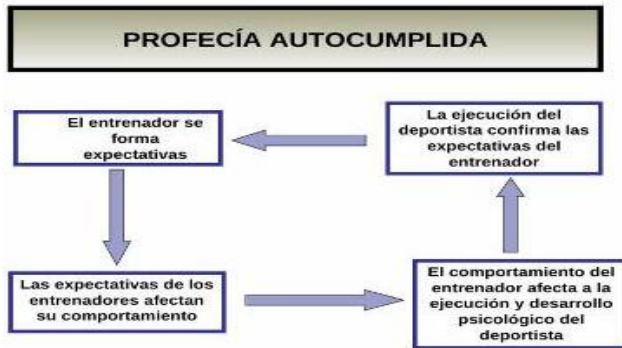 PROFECÍA AUTOCUMPLIDA
El entrenador se
forma
expectativas
La ejecución del
deportista confirma las
expectativas del
entrenador
Las expectativas de los
entrenadores afectan
su comportamiento
El comportamiento del
entrenador afecta a la
ejecución y desarrollo
psicológico del
deportista